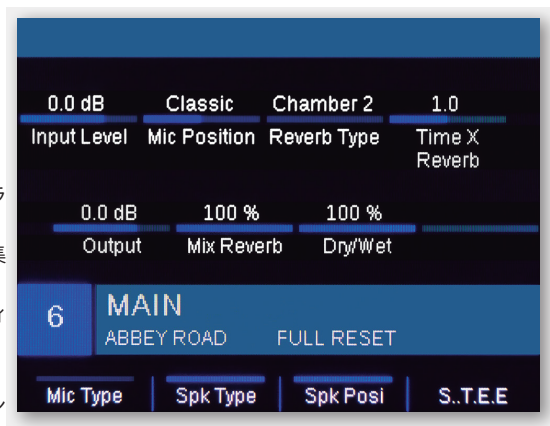 0.0 dB Classic Chamber 2 1.0
Input Level Mic Position Reverb Type Time X
Reverb
0.0 dB 100 % 100 %
Output Mix Reverb Dry/Wet
6 MAIN
ABBEY ROAD FULL RESET
Mic Type Spk Type Spk Posi S..T.E.E